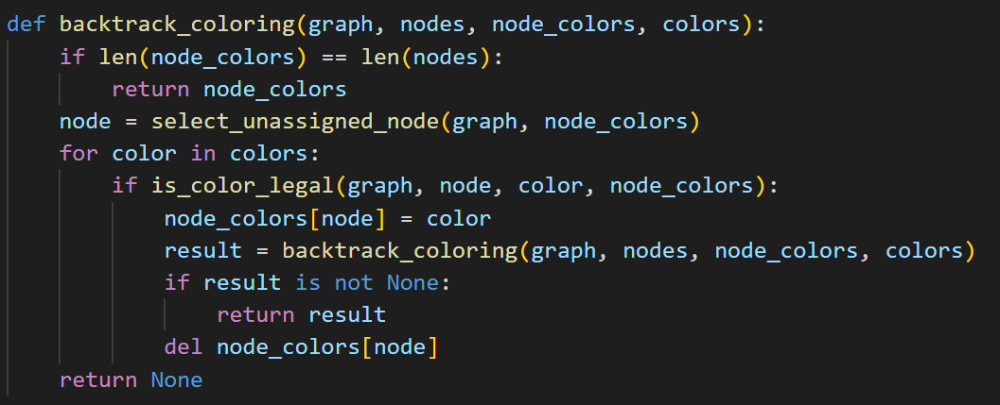 def backtrack_coloring(graph, nodes, node_colors, colors):
    if len(node_colors) == len(nodes):
        return node_colors
    node = select_unassigned_node(graph, node_colors)
    for color in colors:
        if is_color_legal(graph, node, color, node_colors):
            node_colors[node] = color
            result = backtrack_coloring(graph, nodes, node_colors, colors)
            if result is not None:
                return result
            del node_colors[node]
    return None